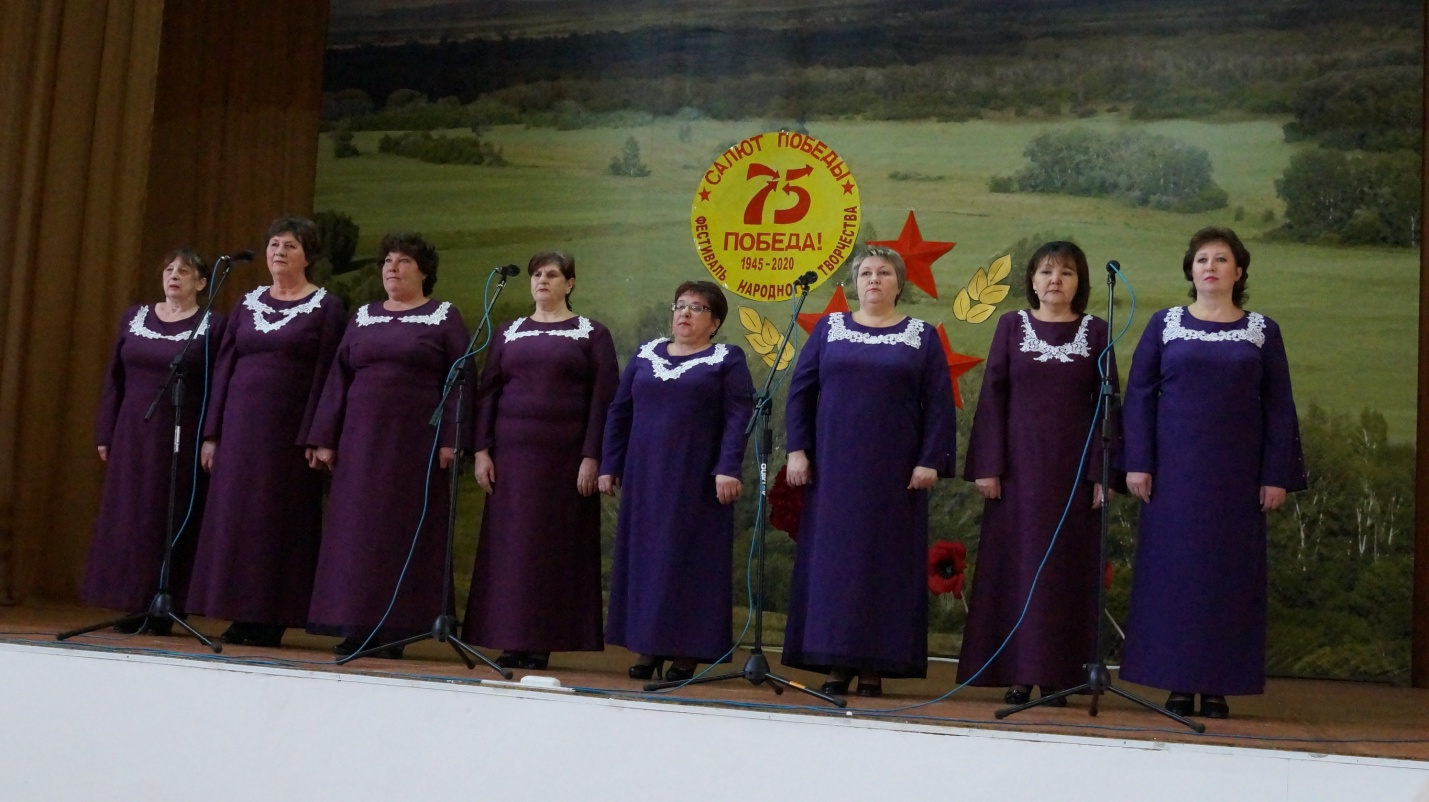 САЛЮТ ПОБЕДЫ
75
ПОБЕДА!
1945-2020
ФЕСТИВАЛЬ НАРОДНОГО ТВОРЧЕСТВА